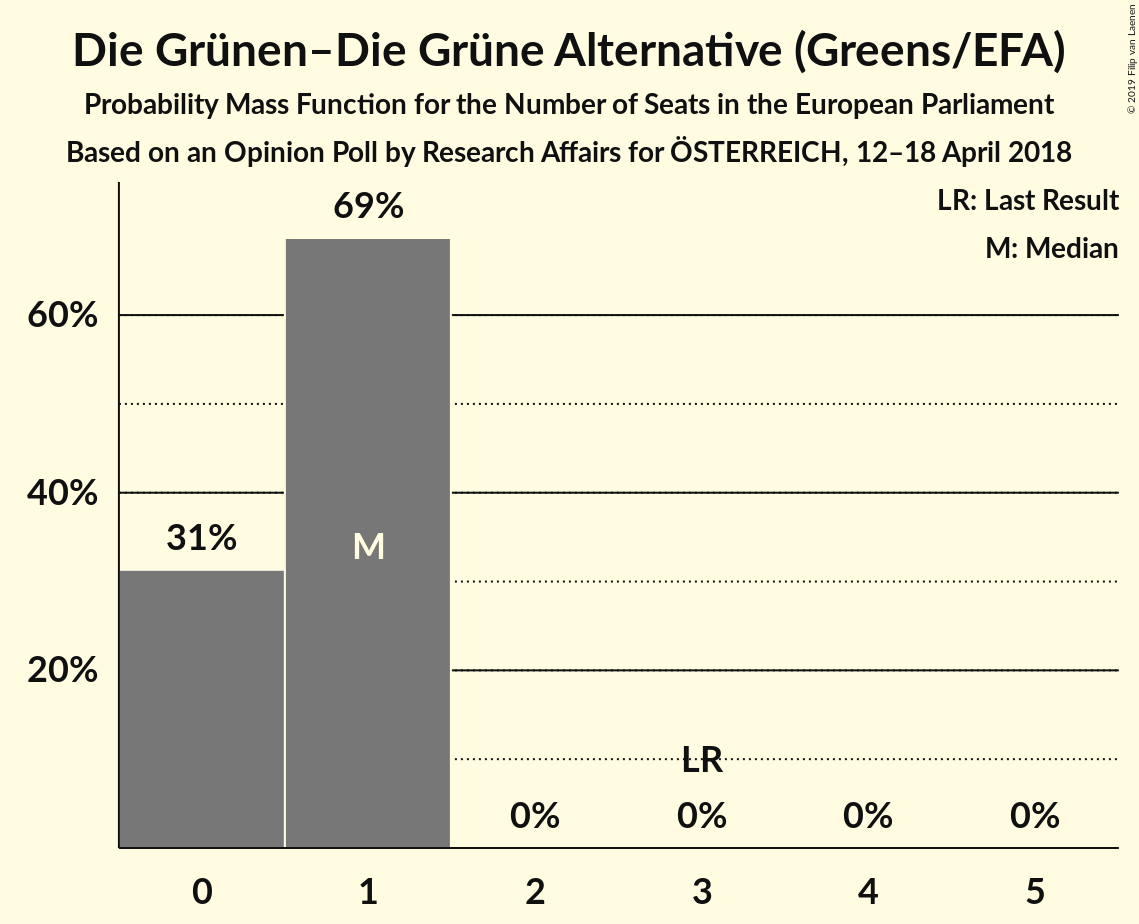 Die Grünen–Die Grüne Alternative (Greens/EFA)
Probability Mass Function for the Number of Seats in the European Parliament
Based on an Opinion Poll by Research Affairs for ÖSTERREICH, 12–18 April 2018
© 2019 Filip van Laenen
LR: Last Result
M: Median
69%
60%
40%
31%
M
20%
LR
0% 0% 0% 0%
0 1 2 3 4 5